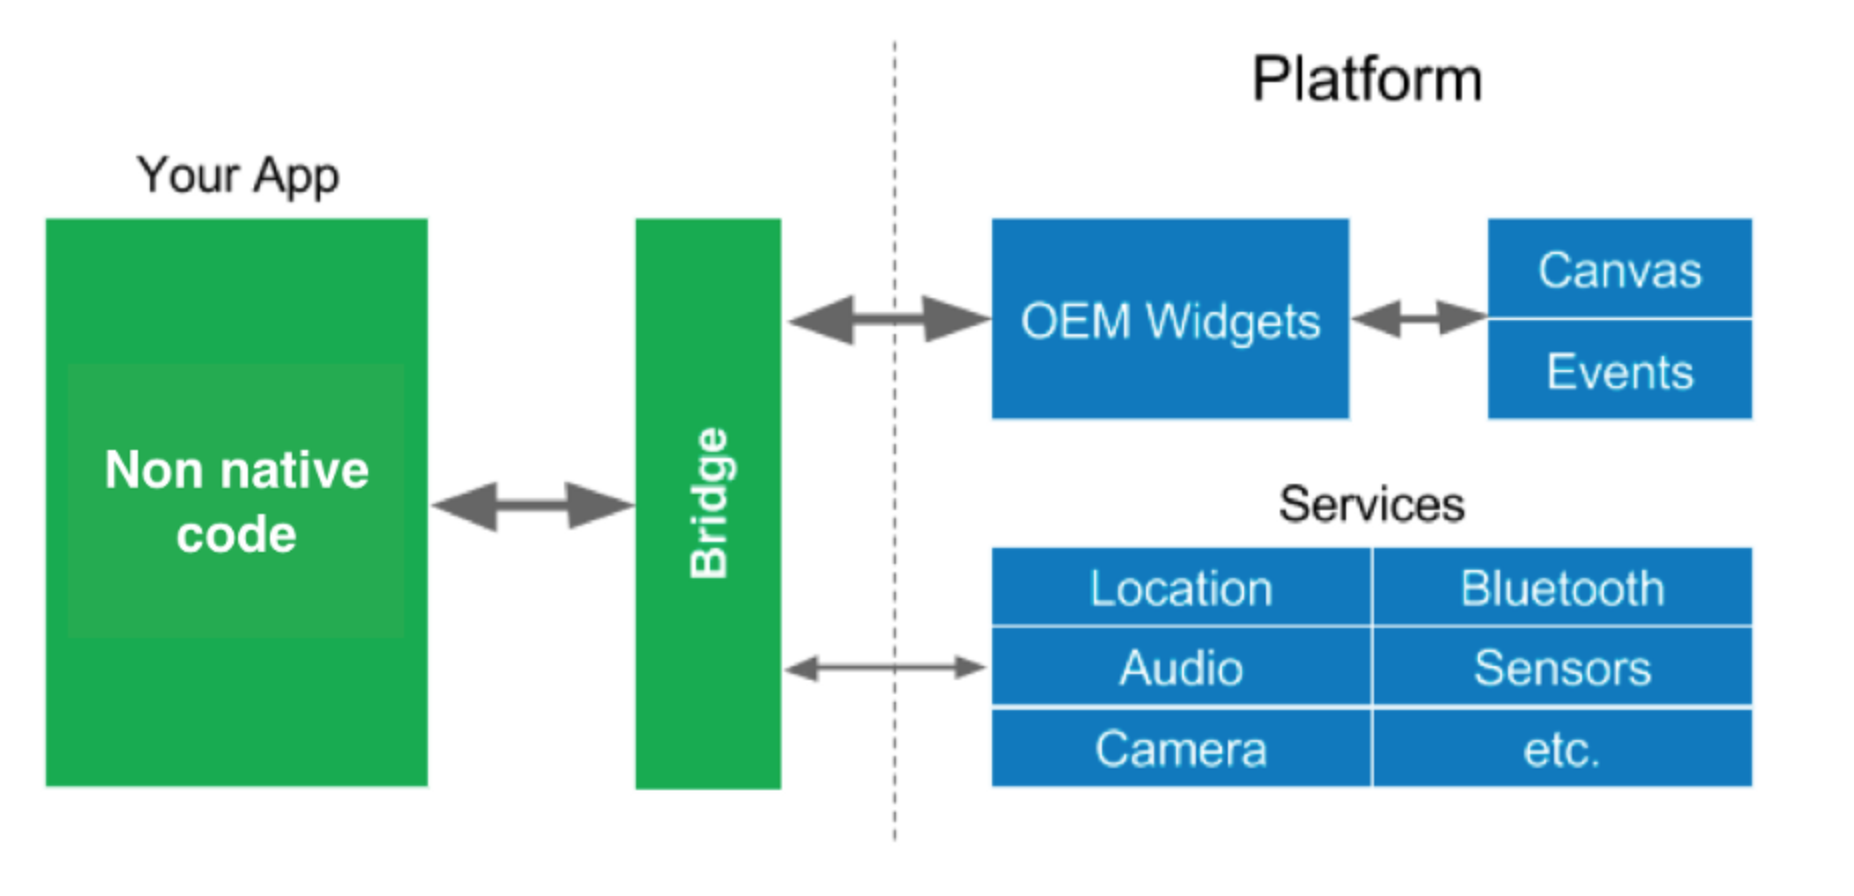 Platform
Your App
Non native
code
Bridge
OEM Widgets
Canvas
Events
Services
Location
Bluetooth
Audio
Sensors
Camera
etc.